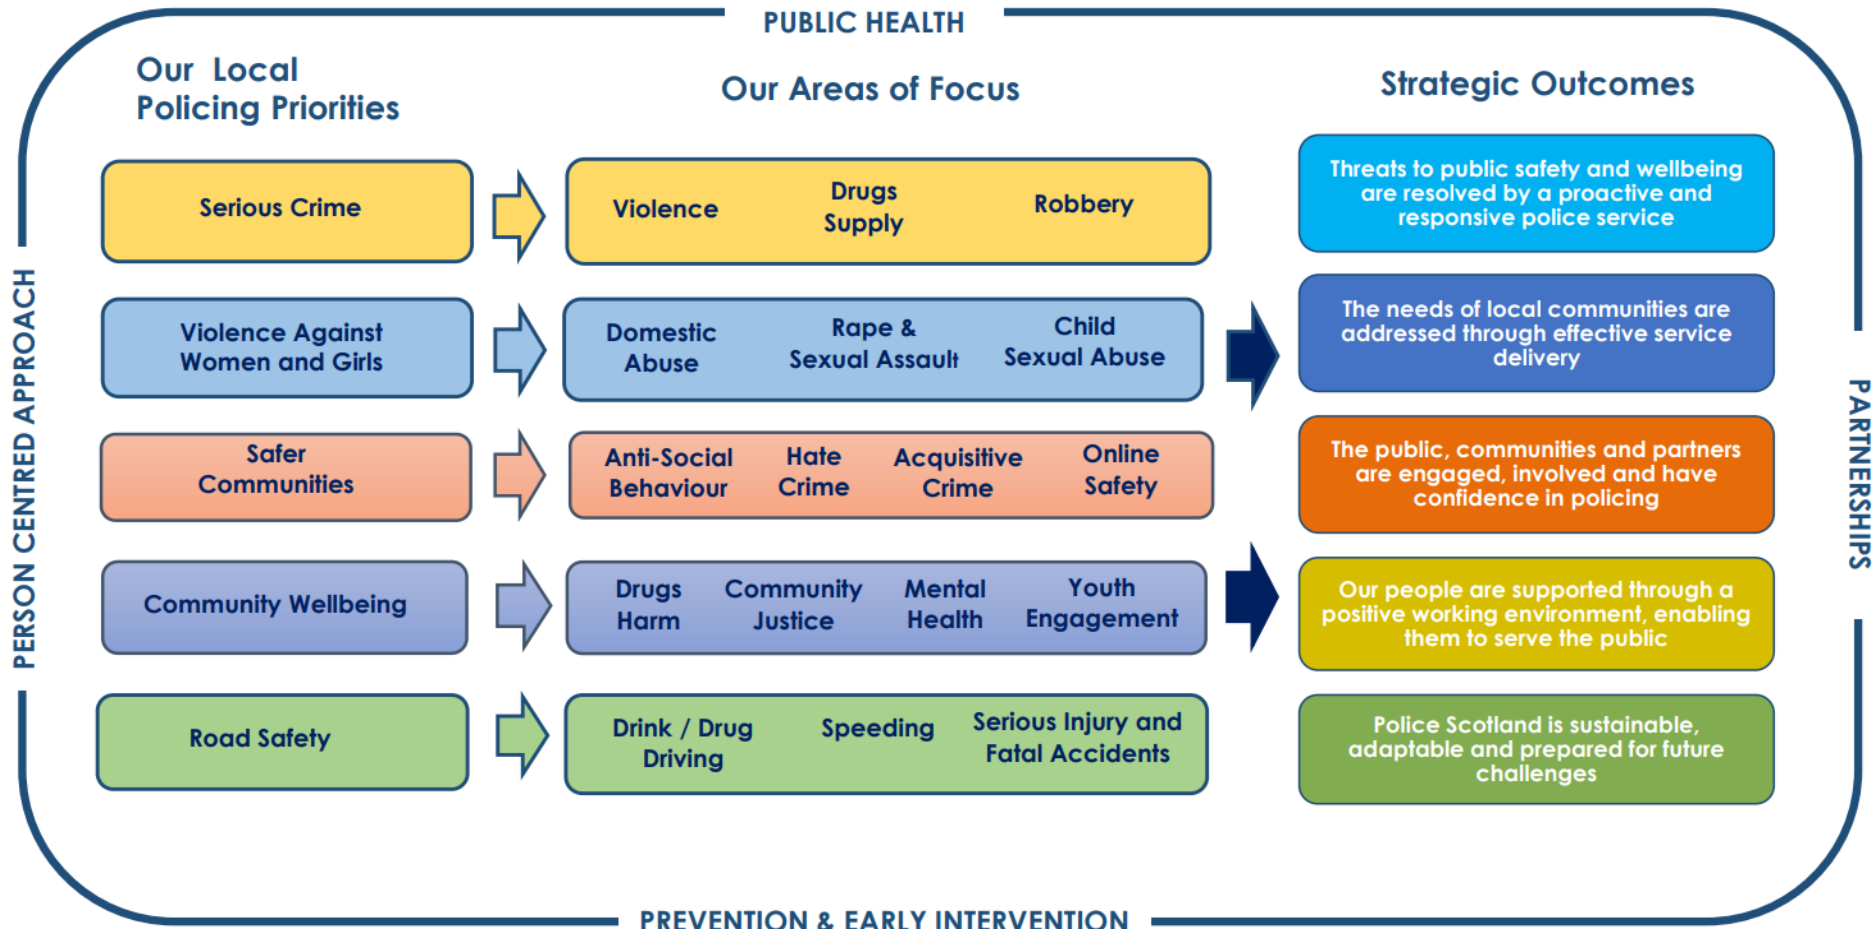 PUBLIC HEALTH
Our Local
Policing Priorities
Our Areas of Focus
Strategic Outcomes
PERSON CENTRED APPROACH
Serious Crime
Violence
Drugs
Supply
Robbery
Violence Against
Women and Girls
Domestic
Abuse
Rape &
Sexual Assault
Child
Sexual Abuse
Safer
Communities
Anti-Social
Behaviour
Hate
Crime
Acquisitive
Crime
Online
Safety
Community Wellbeing
Drugs
Harm
Community
Justice
Mental
Health
Youth
Engagement
Road Safety
Drink / Drug
Driving
Speeding
Serious Injury and
Fatal Accidents
Threats to public safety and wellbeing
are resolved by a proactive and
responsive police service
The needs of local communities are
addressed through effective service
delivery
The public, communities and partners
are engaged, involved and have
confidence in policing
Our people are supported through a
positive working environment, enabling
them to serve the public
Police Scotland is sustainable,
adaptable and prepared for future
challenges
PARTNERSHIPS
PREVENTION & EARLY INTERVENTION